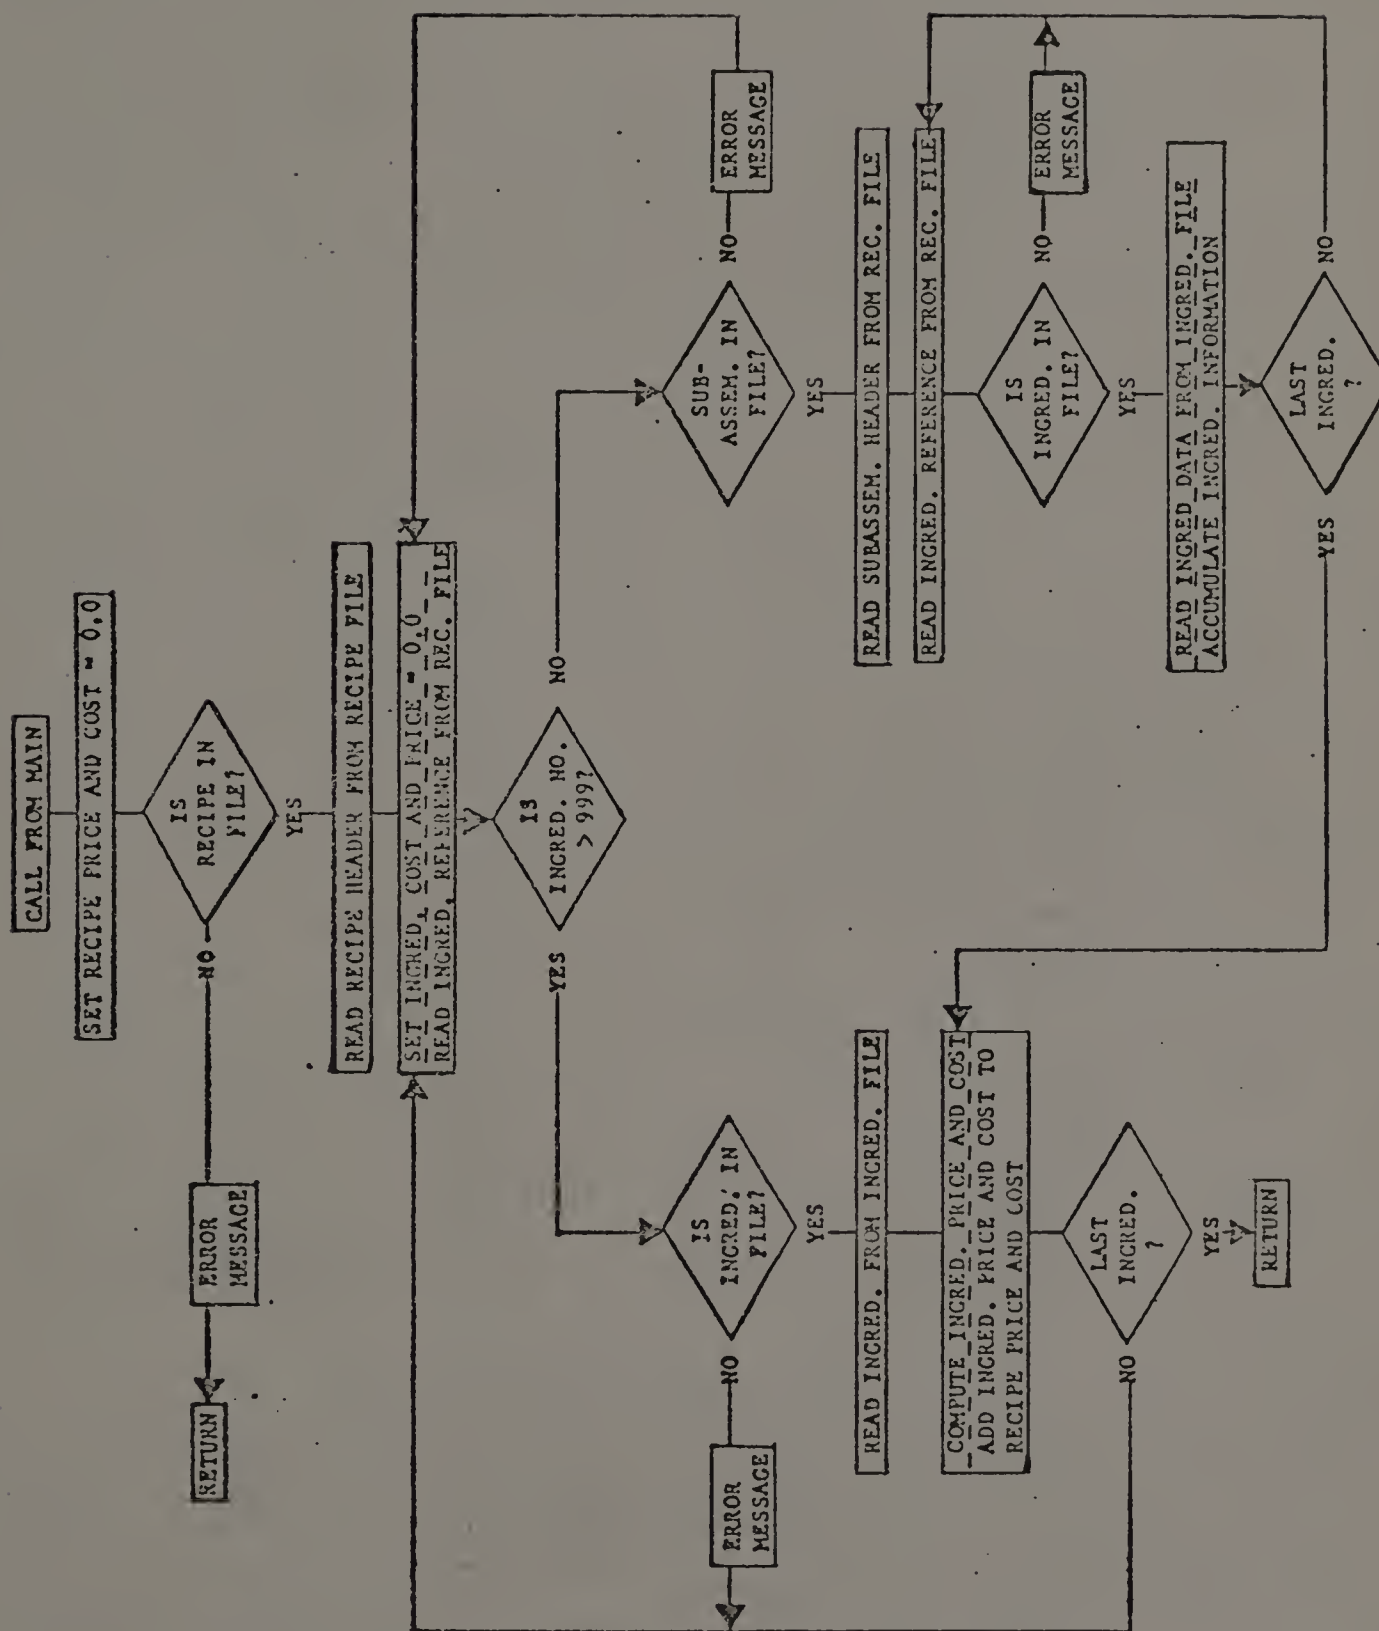 CALL FROM MAIN
SET RECIPE PRICE AND COST = 0.0
IS
RECIPE IN
FILE?
NO
ERROR
MESSAGE
RETURN
YES
READ RECIPE HEADER FROM RECIPE FILE
SET INGRED. COST AND PRICE = 0.0
READ INGRED. REFERENCE FROM REC. FILE
IS
INGRED. NO.
> 999?
YES
NO
IS
INGRED. IN
FILE?
NO
ERROR
MESSAGE
YES
READ INGRED. FROM INGRED. FILE
COMPUTE INGRED. PRICE AND COST
ADD INGRED. PRICE AND COST TO
RECIPE PRICE AND COST
LAST
INGRED.
?
NO
YES
RETURN
SUB-
ASSEM. IN
FILE?
NO
ERROR
MESSAGE
YES
READ SUBASSEM. HEADER FROM REC. FILE
READ INGRED. REFERENCE FROM REC. FILE
IS
INGRED. IN
FILE?
NO
ERROR
MESSAGE
YES
READ INGRED DATA FROM INGRED. FILE
ACCUMULATE INGRED. INFORMATION
LAST
INGRED.
?
NO
YES